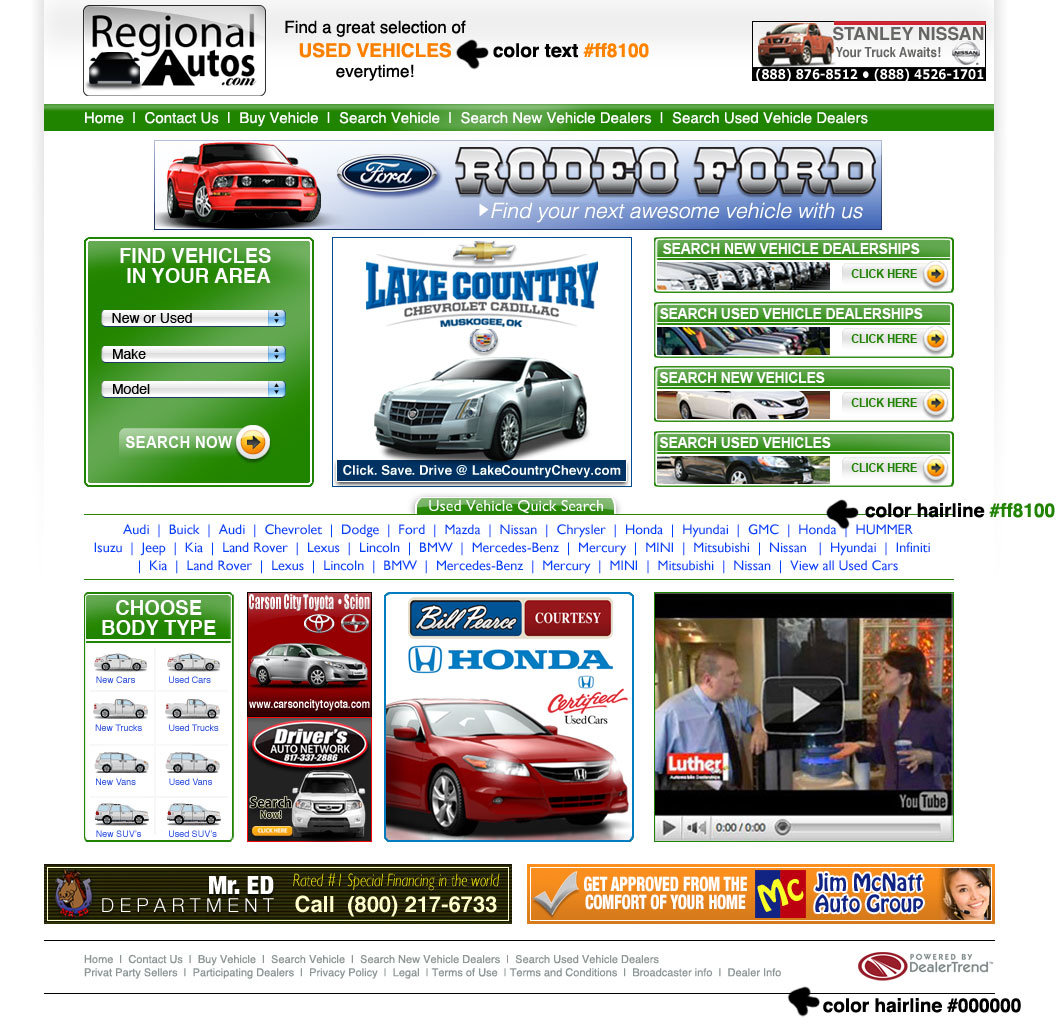 Regional
Autos
.com
Find a great selection of
USED VEHICLES color text #ff8100
everytime!
STANLEY NISSAN
Your Truck Awaits!
NISSAN
(888) 876-8512 • (888) 4526-1701
Home | Contact Us | Buy Vehicle | Search Vehicle | Search New Vehicle Dealers | Search Used Vehicle Dealers
Ford
RODEO FORD
Find your next awesome vehicle with us
FIND VEHICLES
IN YOUR AREA
New or Used
Make
Model
SEARCH NOW
LAKE COUNTRY
CHEVROLET CADILLAC
MUSKOGEE, OK
Click. Save. Drive @ LakeCountryChevy.com
SEARCH NEW VEHICLE DEALERSHIPS
CLICK HERE
SEARCH USED VEHICLE DEALERSHIPS
CLICK HERE
SEARCH NEW VEHICLES
CLICK HERE
SEARCH USED VEHICLES
CLICK HERE
Used Vehicle Quick Search
color hairline #ff8100
Audi | Buick | Audi | Chevrolet | Dodge | Ford | Mazda | Nissan | Chrysler | Honda | Hyundai | GMC | Honda | HUMMER
Isuzu | Jeep | Kia | Land Rover | Lexus | Lincoln | BMW | Mercedes-Benz | Mercury | MINI | Mitsubishi | Nissan | Hyundai | Infiniti
| Kia | Land Rover | Lexus | Lincoln | BMW | Mercedes-Benz | Mercury | MINI | Mitsubishi | Nissan | View all Used Cars
CHOOSE
BODY TYPE
New Cars Used Cars
New Trucks Used Trucks
New Vans Used Vans
New SUV's Used SUV's
Carson City Toyota • Scion
www.carsoncitytoyota.com
Driver's
AUTO NETWORK
817-337-2886
Search
Now!
CLICK HERE
Bill Pearce COURTESY
HONDA
Certified
Used Cars
Luther
Automobile Dealerships
YouTube
0:00 / 0:00
Mr. ED
DEPARTMENT
Rated #1 Special Financing in the world
Call (800) 217-6733
GET APPROVED FROM THE
COMFORT OF YOUR HOME
MC
Jim McNatt
Auto Group
Home | Contact Us | Buy Vehicle | Search Vehicle | Search New Vehicle Dealers | Search Used Vehicle Dealers
Privat Party Sellers | Participating Dealers | Privacy Policy | Legal | Terms of Use | Terms and Conditions | Broadcaster info | Dealer Info
POWERED BY
DealerTrend™
color hairline #000000